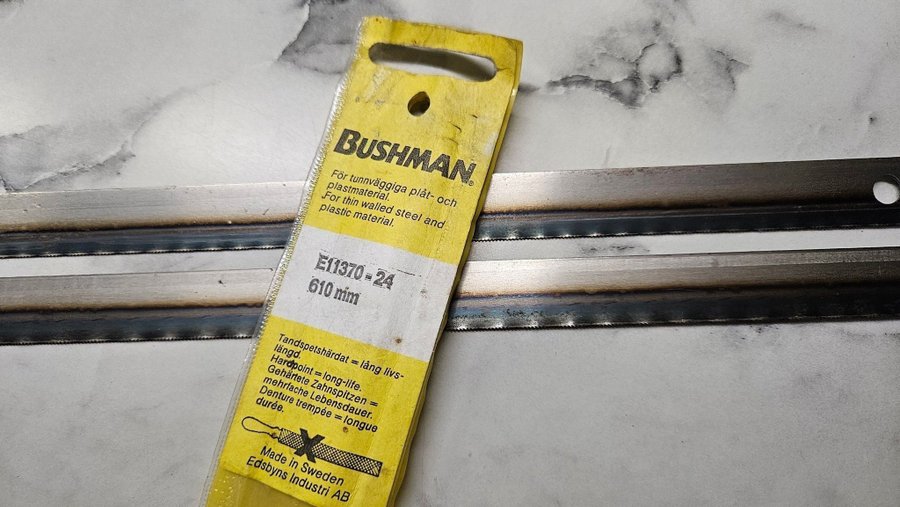 BUSHMAN®
För tunnväggiga plåt- och
plastmaterial.
For thin walled steel and
plastic material.
E11370-24
610 mm
Tandspetshärdat = lång livs-
längd.
Hardpoint = long-life.
Gehärtete Zahnspitzen =
mehrfache Lebensdauer.
Denture trempée = longue
durée.
X
Made in Sweden
Edsbyns Industri AB